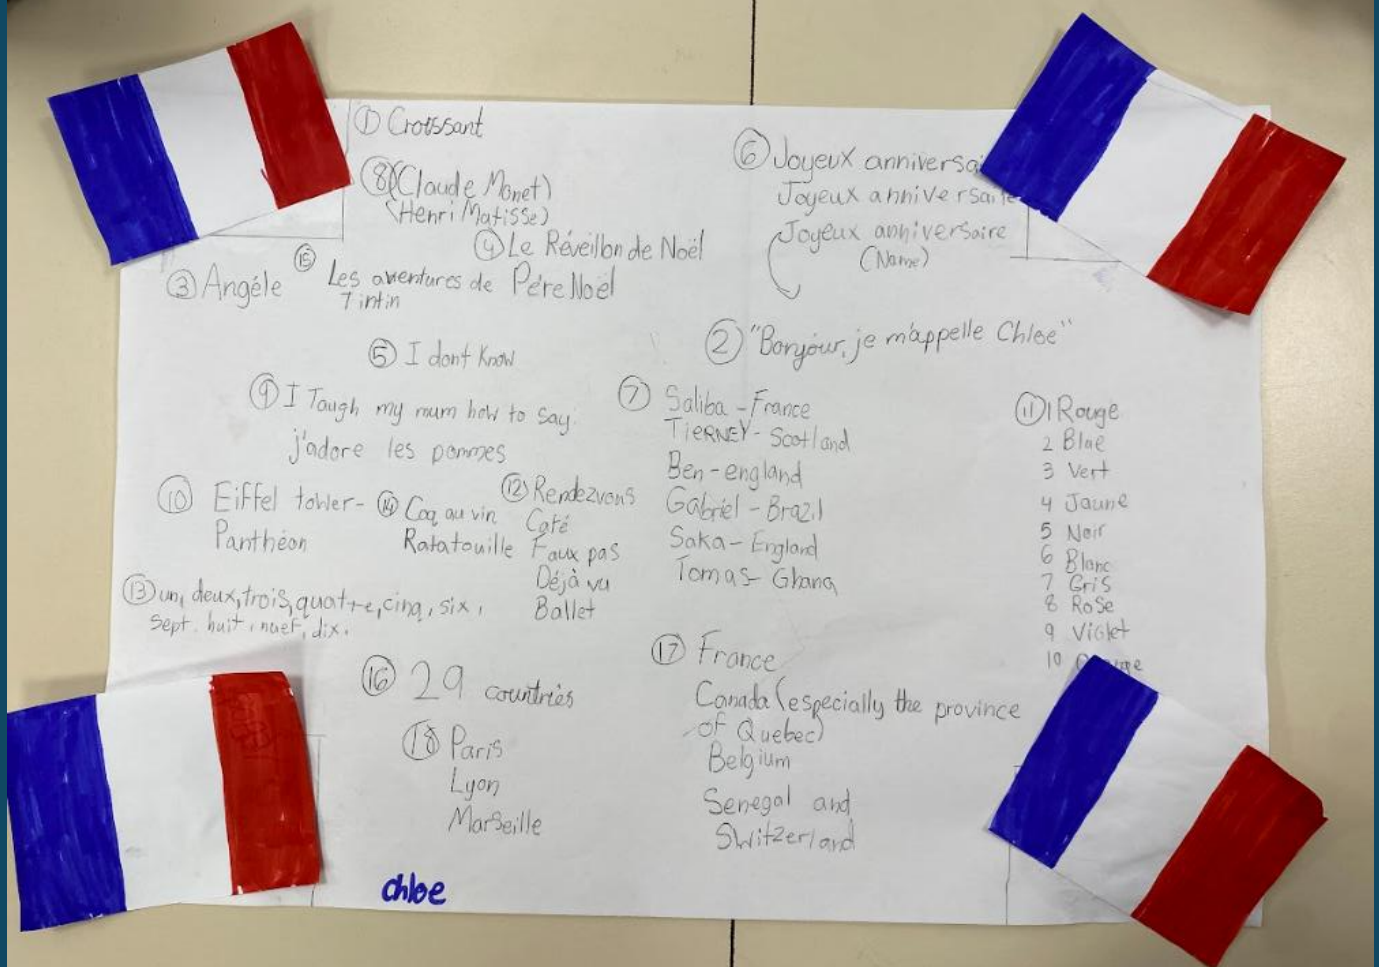 ① Croissant
⑧ (Claude Monet)
(Henri Matisse)
④ Le Réveillon de Noël
Pére Noël
③ Angéle
⑮ Les aventures de
Tintin
⑥ Joyeux anniversai
Joyeux anniversaire
Joyeux anniversaire
(Name)
② "Bonjour, je m'appelle Chloe"
⑤ I dont know
⑨ I Taugh my mum how to say.
j'adore les pommes
⑦ Saliba - France
TIERNEY - Scotland
Ben - england
Gabriel - Brazil
Saka - England
Tomas - Ghana
⑪ 1 Rouge
2 Blae
3 Vert
4 Jaune
5 Noir
6 Blanc
7 Gris
8 RoSe
9 Violet
10
⑩ Eiffel tower -
Panthéon
⑭ Coq au vin
Ratatouille
⑫ Rendezvous
Café
Faux pas
Déjà vu
Ballet
⑬ un, deux, trois, quatre, cinq, six,
sept. huit, nuef, dix.
⑯ 29 countries
⑰ France
Canada (especially the province
of Quebec)
Belgium
Senegal and
SWitzerland
⑱ Paris
Lyon
Marseille
chloe